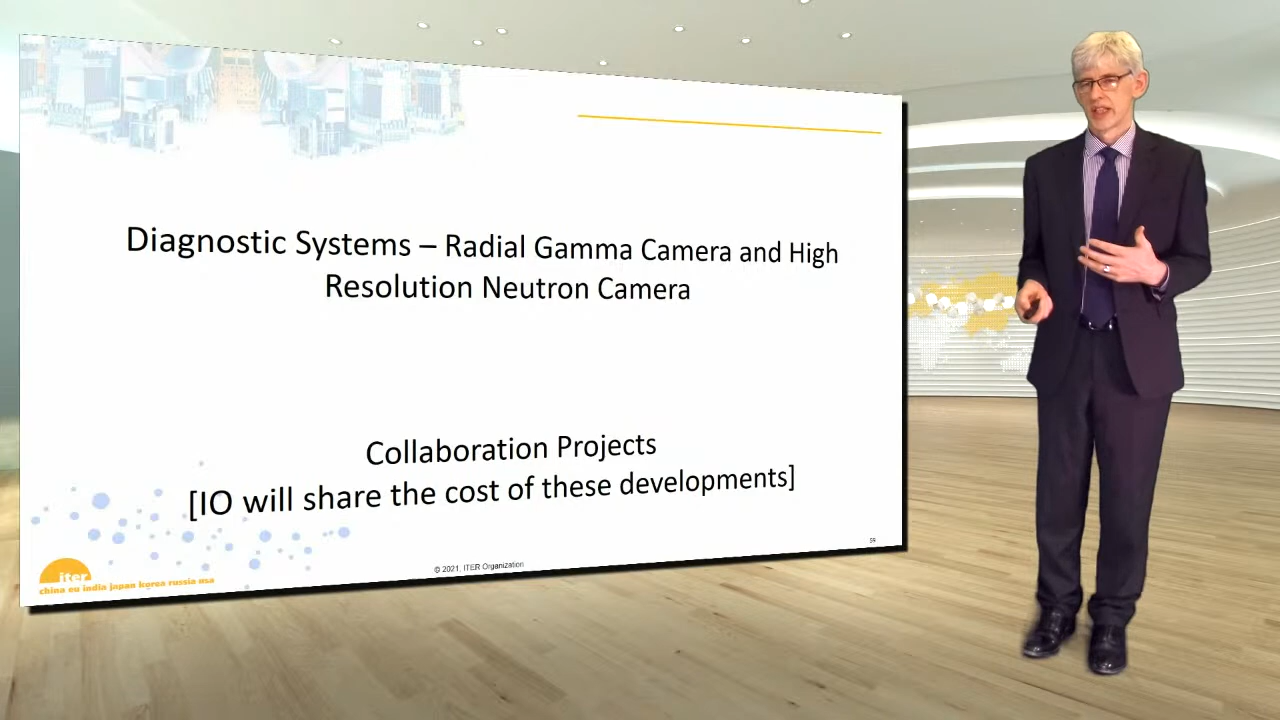 Diagnostic Systems – Radial Gamma Camera and High
Resolution Neutron Camera
Collaboration Projects
[IO will share the cost of these developments]
59
© 2021, ITER Organization
iter
china eu india japan korea russia usa